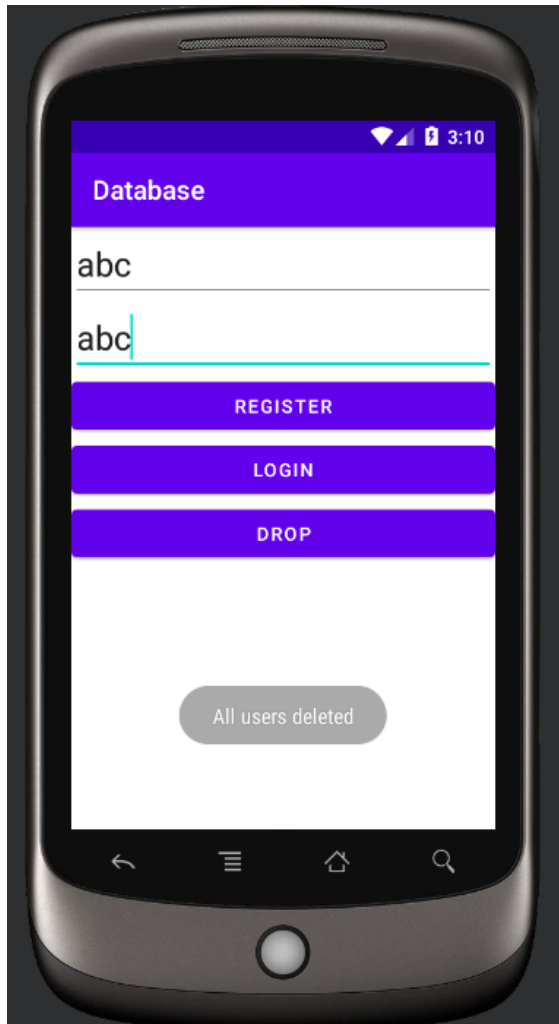 3:10
Database
abc
abc
REGISTER
LOGIN
DROP
All users deleted